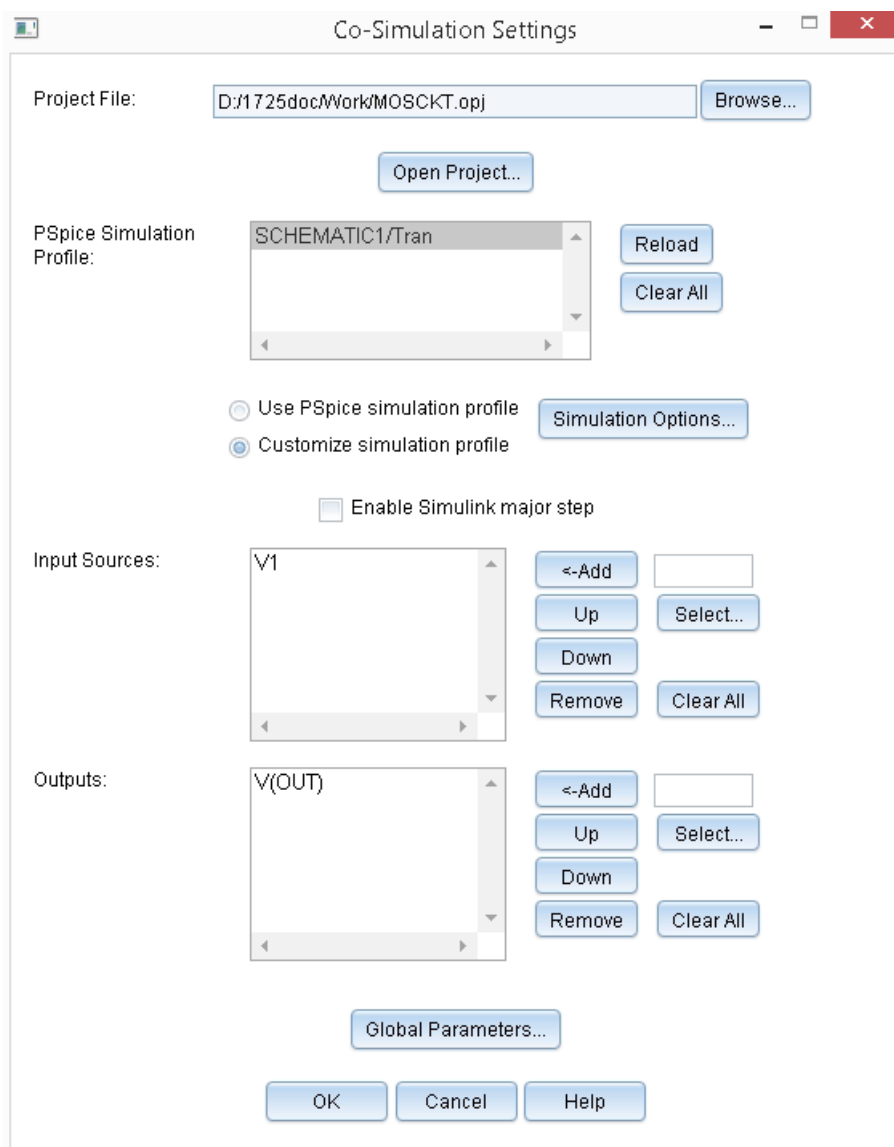 Co-Simulation Settings
Project File:
D:/1725doc/Work/MOSCKT.opj
Browse...
Open Project...
PSpice Simulation
Profile:
SCHEMATIC1/Tran
Reload
Clear All
Use PSpice simulation profile
Customize simulation profile
Simulation Options...
Enable Simulink major step
Input Sources:
V1
<-Add
Up
Select...
Down
Remove
Clear All
Outputs:
V(OUT)
<-Add
Up
Select...
Down
Remove
Clear All
Global Parameters...
OK
Cancel
Help